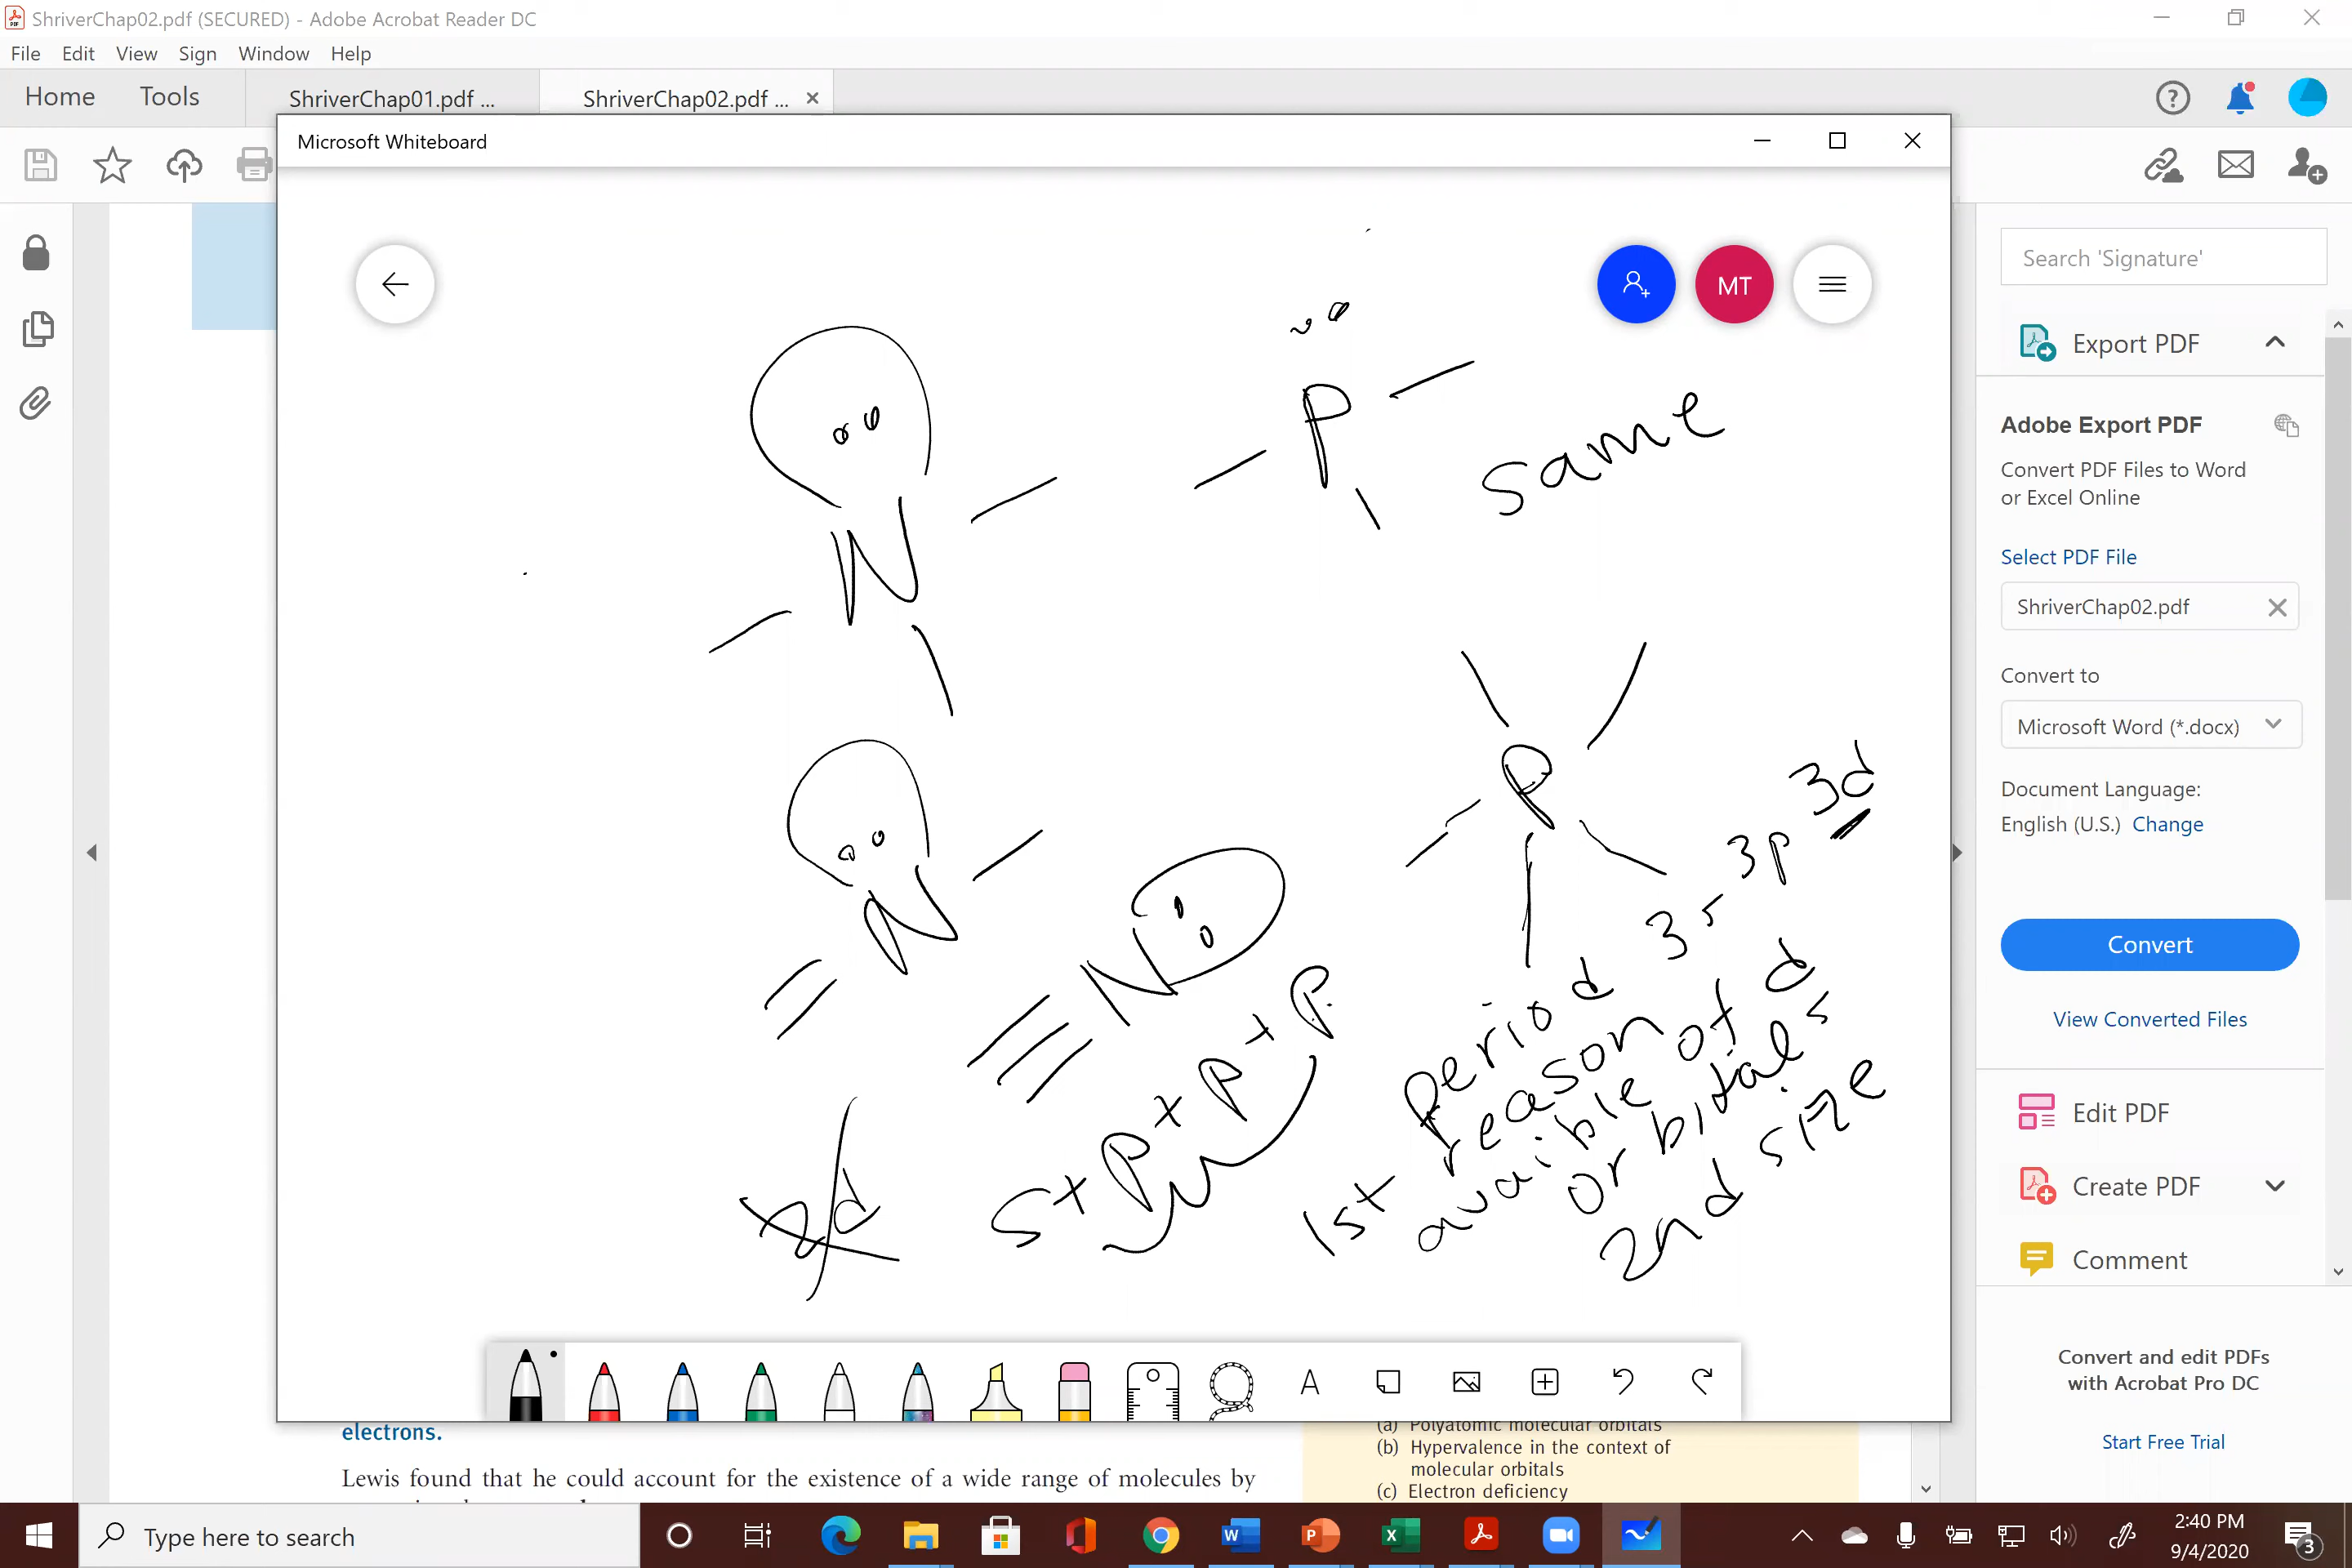 ShriverChap02.pdf (SECURED) - Adobe Acrobat Reader DC
File Edit View Sign Window Help
Home Tools ShriverChap01.pdf ... ShriverChap02.pdf ...
Microsoft Whiteboard
MT
Search 'Signature'
Export PDF
Adobe Export PDF
Convert PDF Files to Word
or Excel Online
Select PDF File
ShriverChap02.pdf
Convert to
Microsoft Word (*.docx)
Document Language:
English (U.S.) Change
Convert
View Converted Files
Edit PDF
Create PDF
Comment
Convert and edit PDFs
with Acrobat Pro DC
Start Free Trial
N
P
same
N
N
P
3s 3p 3d
2d
s + p + p + p
1st period
reason
avaible of d
orbitals
2nd size
electrons.
Lewis found that he could account for the existence of a wide range of molecules by
(a) Polyatomic molecular orbitals
(b) Hypervalence in the context of
molecular orbitals
(c) Electron deficiency
Type here to search
2:40 PM
9/4/2020
3